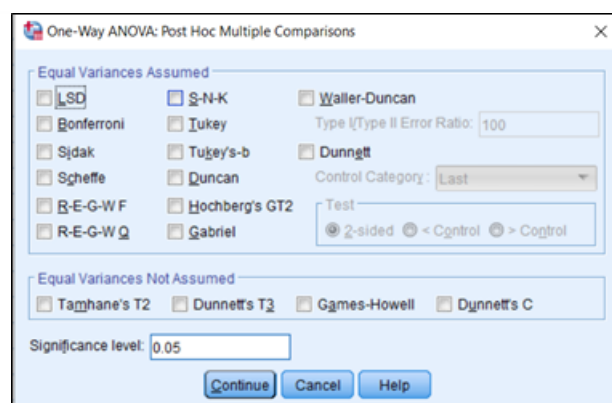 One-Way ANOVA: Post Hoc Multiple Comparisons
Equal Variances Assumed
LSD S-N-K Waller-Duncan
Bonferroni Tukey Type I/Type II Error Ratio: 100
Sidak Tukey's-b Dunnett
Scheffe Duncan Control Category: Last
R-E-G-W F Hochberg's GT2 Test
R-E-G-W Q Gabriel 2-sided < Control > Control
Equal Variances Not Assumed
Tamhane's T2 Dunnett's T3 Games-Howell Dunnett's C
Significance level: 0.05
Continue Cancel Help